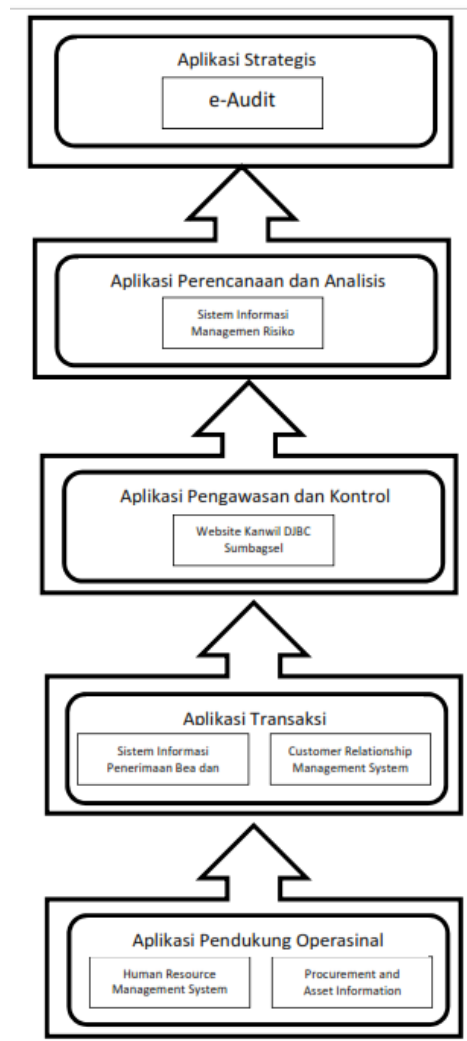 Aplikasi Strategis
e-Audit
Aplikasi Perencanaan dan Analisis
Sistem Informasi
Managemen Risiko
Aplikasi Pengawasan dan Kontrol
Website Kanwil DJBC
Sumbagsel
Aplikasi Transaksi
Sistem Informasi
Penerimaan Bea dan
Customer Relationship
Management System
Aplikasi Pendukung Operasinal
Human Resource
Management System
Procurement and
Asset Information